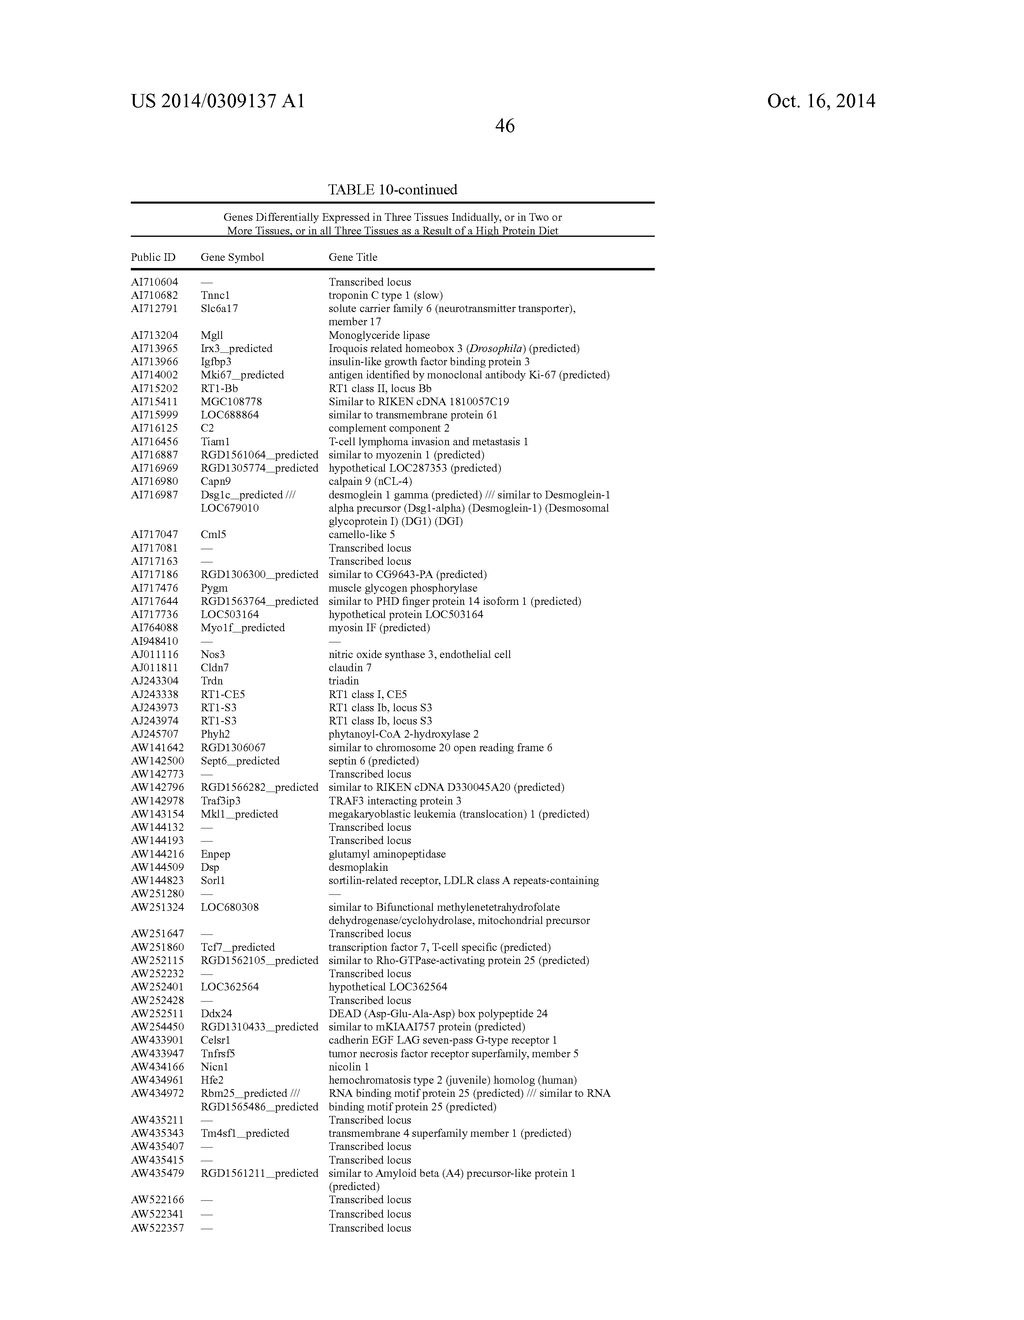 US 2014/0309137 A1 Oct. 16, 2014
46
TABLE 10-continued
Genes Differentially Expressed in Three Tissues Indidually, or in Two or
More Tissues, or in all Three Tissues as a Result of a High Protein Diet
Public ID Gene Symbol Gene Title
AI710604 — Transcribed locus
AI710682 Tnnc1 troponin C type 1 (slow)
AI712791 Slc6a17 solute carrier family 6 (neurotransmitter transporter),
member 17
AI713204 Mgll Monoglyceride lipase
AI713965 Irx3_predicted Iroquois related homeobox 3 (Drosophila) (predicted)
AI713966 Igfbp3 insulin-like growth factor binding protein 3
AI714002 Mki67_predicted antigen identified by monoclonal antibody Ki-67 (predicted)
AI715202 RT1-Bb RT1 class II, locus Bb
AI715411 MGC108778 Similar to RIKEN cDNA 1810057C19
AI715999 LOC688864 similar to transmembrane protein 61
AI716125 C2 complement component 2
AI716456 Tiam1 T-cell lymphoma invasion and metastasis 1
AI716887 RGD1561064_predicted similar to myozenin 1 (predicted)
AI716969 RGD1305774_predicted hypothetical LOC287353 (predicted)
AI716980 Capn9 calpain 9 (nCL-4)
AI716987 Dsg1c_predicted /// desmoglein 1 gamma (predicted) /// similar to Desmoglein-1
LOC679010 alpha precursor (Dsg1-alpha) (Desmoglein-1) (Desmosomal
glycoprotein I) (DG1) (DGI)
AI717047 Cml5 camello-like 5
AI717081 — Transcribed locus
AI717163 — Transcribed locus
AI717186 RGD1306300_predicted similar to CG9643-PA (predicted)
AI717476 Pygm muscle glycogen phosphorylase
AI717644 RGD1563764_predicted similar to PHD finger protein 14 isoform 1 (predicted)
AI717736 LOC503164 hypothetical protein LOC503164
AI764088 Myo1f_predicted myosin IF (predicted)
AI948410 — —
AJ011116 Nos3 nitric oxide synthase 3, endothelial cell
AJ011811 Cldn7 claudin 7
AJ243304 Trdn triadin
AJ243338 RT1-CE5 RT1 class I, CE5
AJ243973 RT1-S3 RT1 class Ib, locus S3
AJ243974 RT1-S3 RT1 class Ib, locus S3
AJ245707 Phyh2 phytanoyl-CoA 2-hydroxylase 2
AW141642 RGD1306067 similar to chromosome 20 open reading frame 6
AW142500 Sept6_predicted septin 6 (predicted)
AW142773 — Transcribed locus
AW142796 RGD1566282_predicted similar to RIKEN cDNA D330045A20 (predicted)
AW142978 Traf3ip3 TRAF3 interacting protein 3
AW143154 Mkl1_predicted megakaryoblastic leukemia (translocation) 1 (predicted)
AW144132 — Transcribed locus
AW144193 — Transcribed locus
AW144216 Enpep glutamyl aminopeptidase
AW144509 Dsp desmoplakin
AW144823 Sorl1 sortilin-related receptor, LDLR class A repeats-containing
AW251280 — —
AW251324 LOC680308 similar to Bifunctional methylenetetrahydrofolate
dehydrogenase/cyclohydrolase, mitochondrial precursor
AW251647 — Transcribed locus
AW251860 Tcf7_predicted transcription factor 7, T-cell specific (predicted)
AW252115 RGD1562105_predicted similar to Rho-GTPase-activating protein 25 (predicted)
AW252232 — Transcribed locus
AW252401 LOC362564 hypothetical LOC362564
AW252428 — Transcribed locus
AW252511 Ddx24 DEAD (Asp-Glu-Ala-Asp) box polypeptide 24
AW254450 RGD1310433_predicted similar to mKIAAI757 protein (predicted)
AW433901 Celsr1 cadherin EGF LAG seven-pass G-type receptor 1
AW433947 Tnfrsf5 tumor necrosis factor receptor superfamily, member 5
AW434166 Nicn1 nicolin 1
AW434961 Hfe2 hemochromatosis type 2 (juvenile) homolog (human)
AW434972 Rbm25_predicted /// RNA binding motif protein 25 (predicted) /// similar to RNA
RGD1565486_predicted binding motif protein 25 (predicted)
AW435211 — Transcribed locus
AW435343 Tm4sf1_predicted transmembrane 4 superfamily member 1 (predicted)
AW435407 — Transcribed locus
AW435415 — Transcribed locus
AW435479 RGD1561211_predicted similar to Amyloid beta (A4) precursor-like protein 1
(predicted)
AW522166 — Transcribed locus
AW522341 — Transcribed locus
AW522357 — Transcribed locus